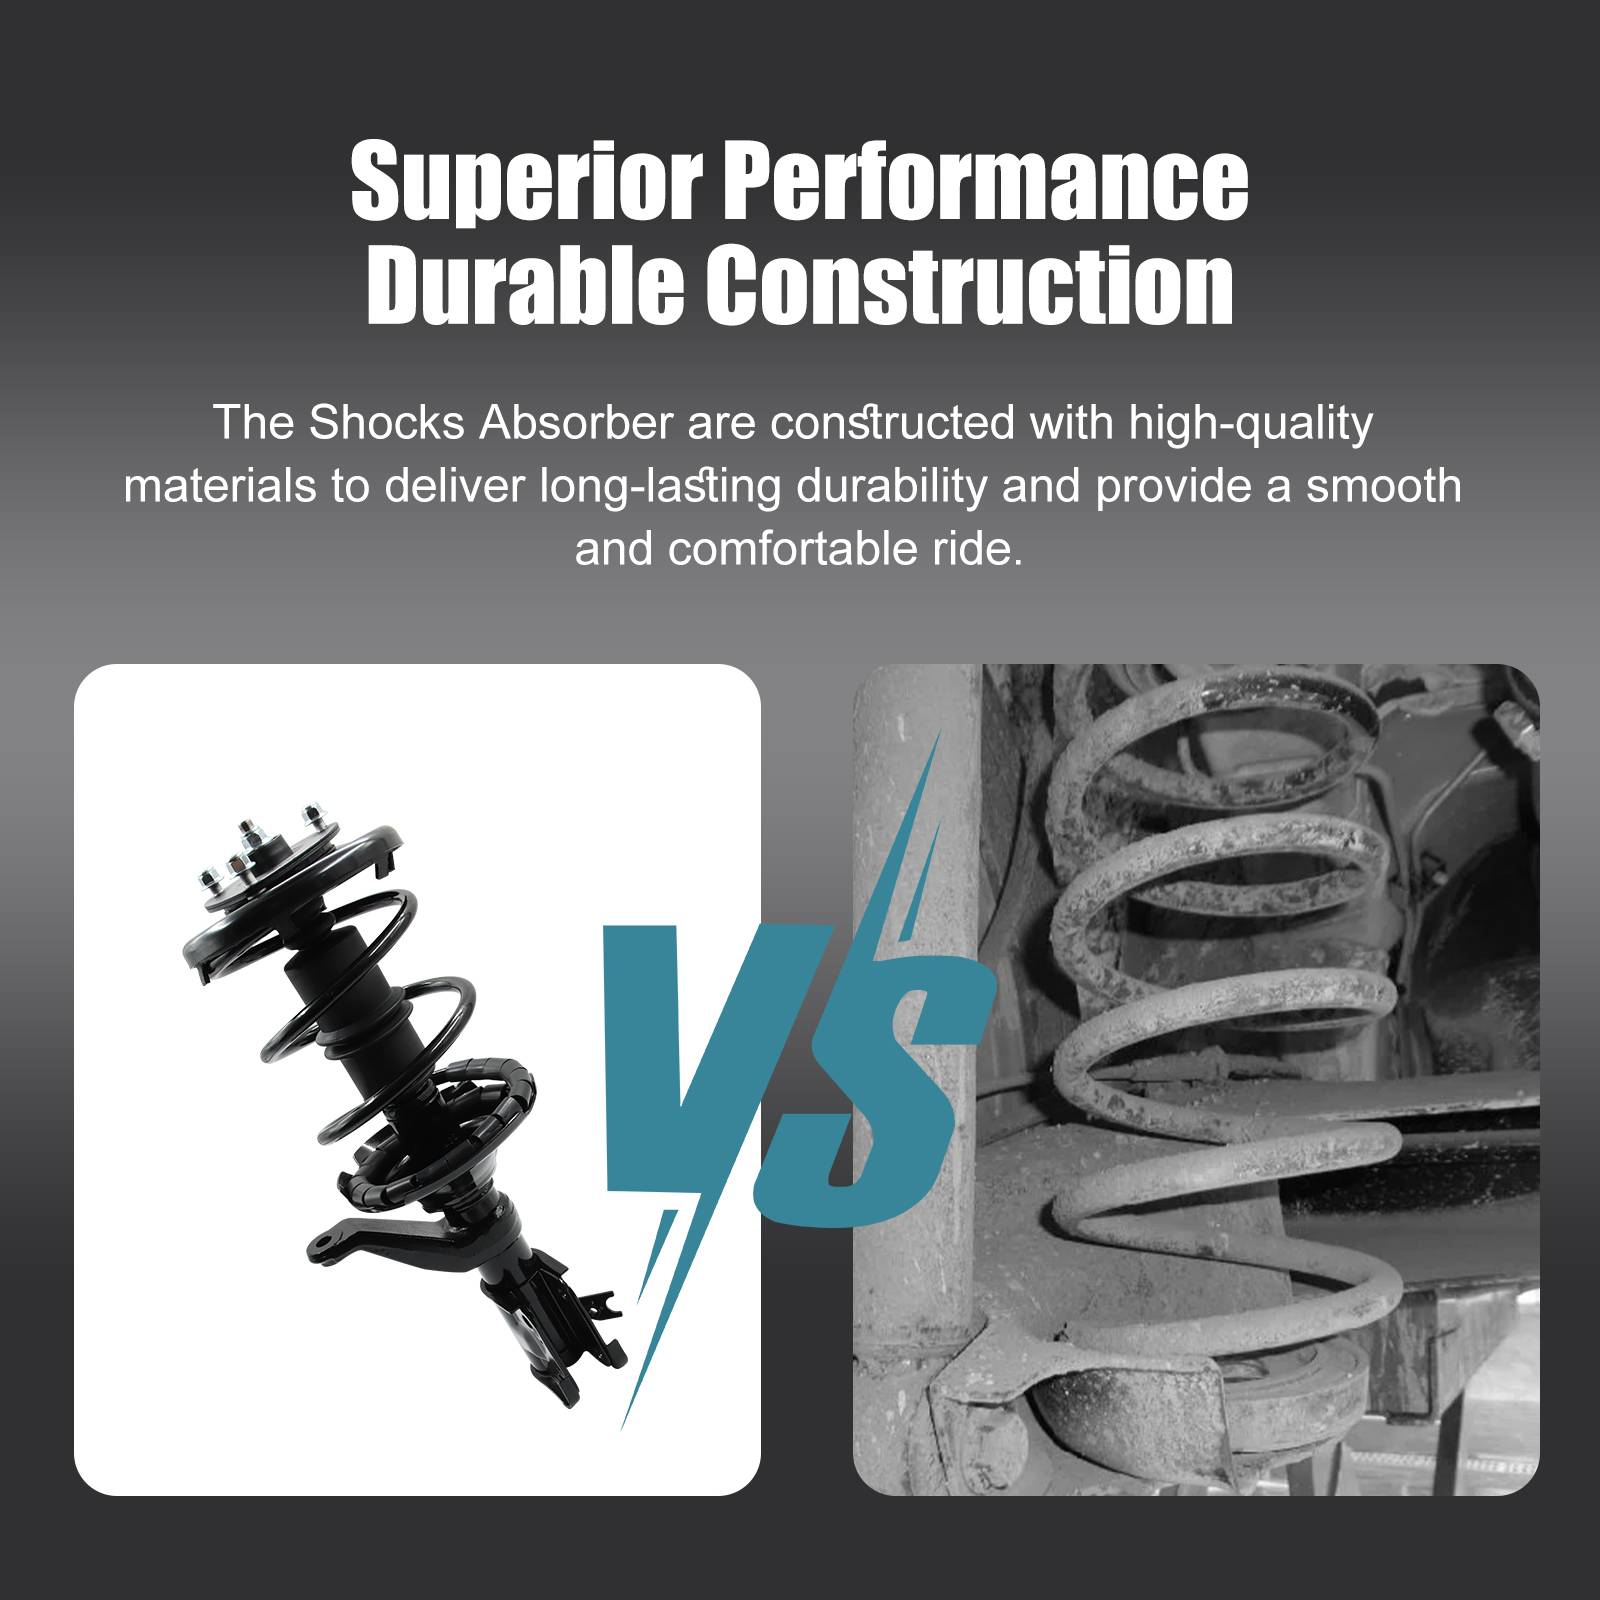 Superior Performance
Durable Construction
The Shocks Absorber are constructed with high-quality
materials to deliver long-lasting durability and provide a smooth
and comfortable ride.
VS